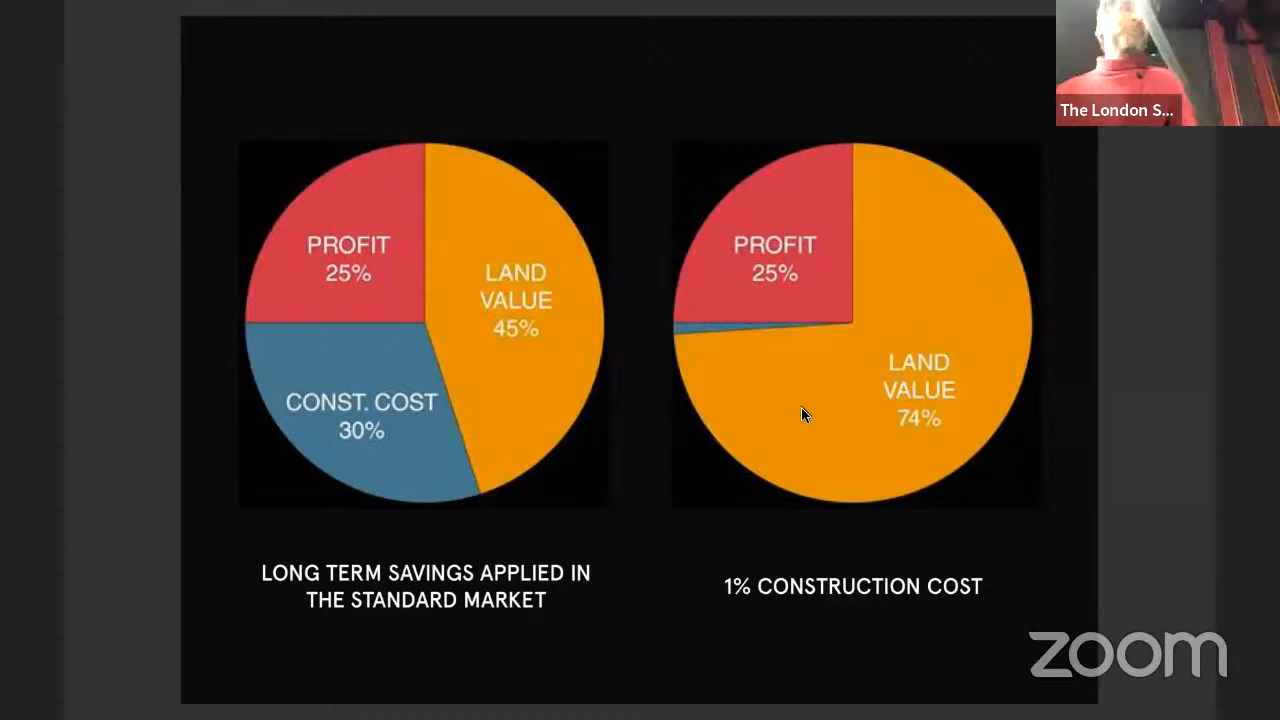 The London S...
PROFIT
25%
LAND
VALUE
45%
CONST. COST
30%
PROFIT
25%
LAND
VALUE
74%
LONG TERM SAVINGS APPLIED IN
THE STANDARD MARKET
1% CONSTRUCTION COST
zoom